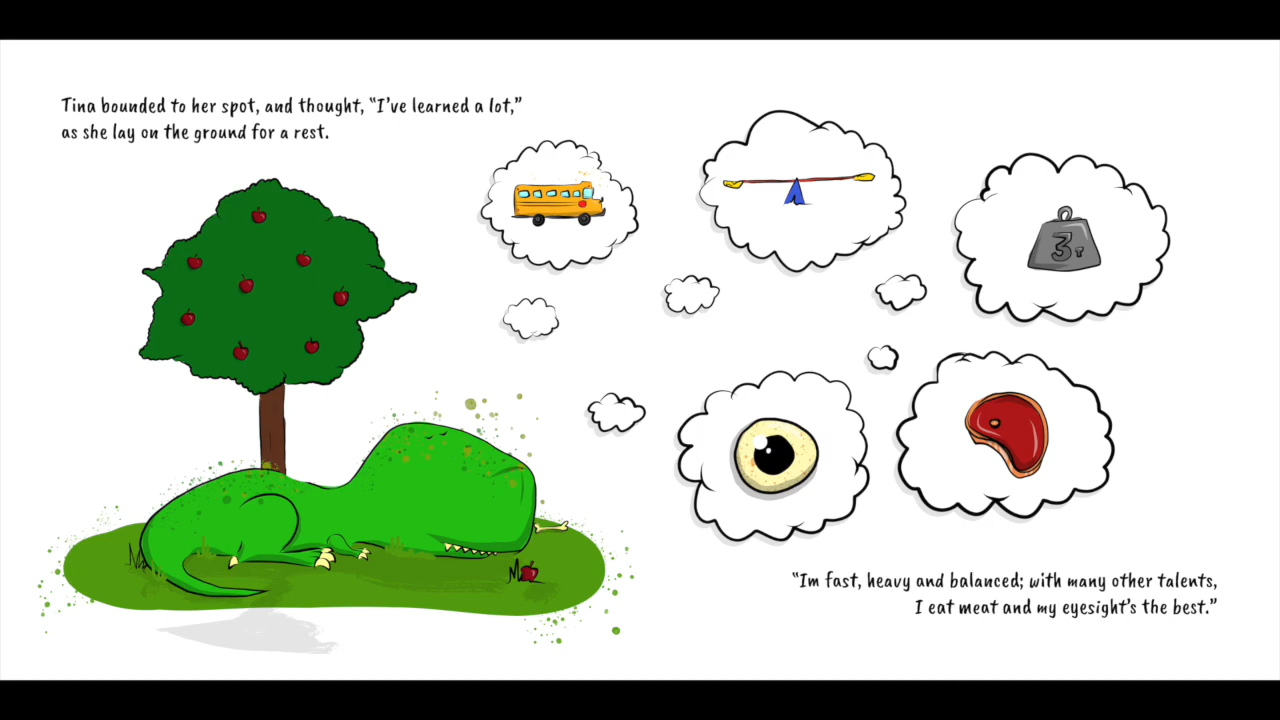 Tina bounded to her spot, and thought, “I’ve learned a lot,”
as she lay on the ground for a rest.
3T
“Im fast, heavy and balanced; with many other talents,
I eat meat and my eyesight’s the best.”